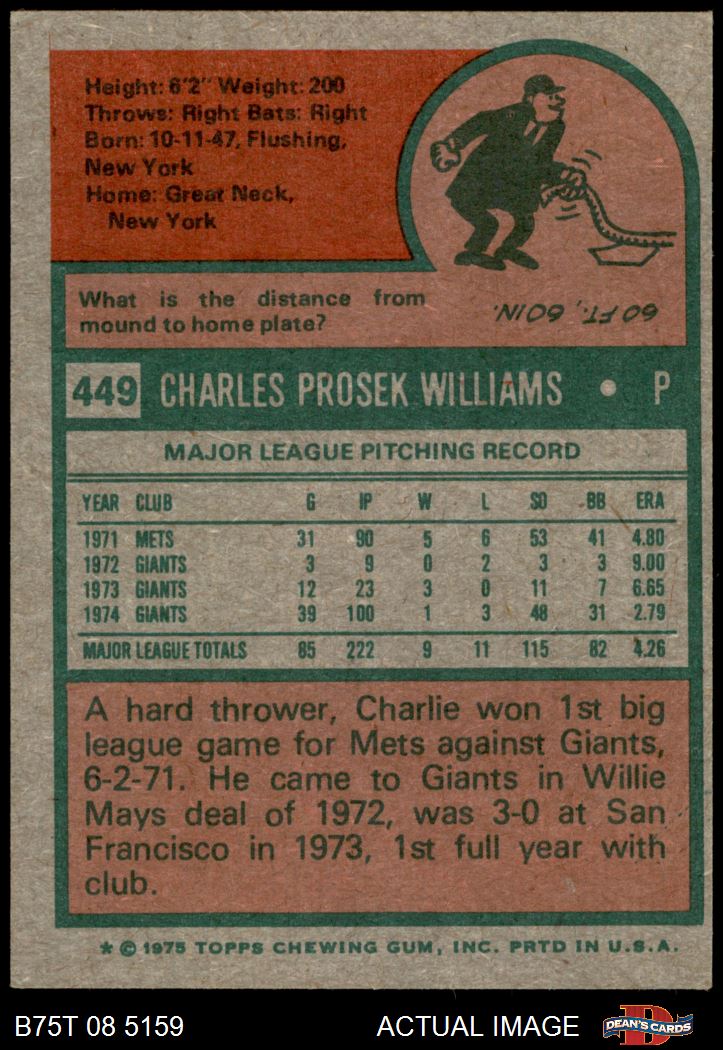 Height: 6'2" Weight: 200
Throws: Right Bats: Right
Born: 10-11-47, Flushing,
New York
Home: Great Neck,
New York
What is the distance from
mound to home plate?
60 FT., 60IN.
449 CHARLES PROSEK WILLIAMS • P
MAJOR LEAGUE PITCHING RECORD
YEAR CLUB G IP W L SO BB ERA
1971 METS 31 90 5 6 53 41 4.80
1972 GIANTS 3 9 0 2 3 3 9.00
1973 GIANTS 12 23 3 0 11 7 6.65
1974 GIANTS 39 100 1 3 48 31 2.79
MAJOR LEAGUE TOTALS 85 222 9 11 115 82 4.26
A hard thrower, Charlie won 1st big
league game for Mets against Giants,
6-2-71. He came to Giants in Willie
Mays deal of 1972, was 3-0 at San
Francisco in 1973, 1st full year with
club.
* © 1975 TOPPS CHEWING GUM, INC. PRTD IN U.S.A.
B75T 08 5159 ACTUAL IMAGE D DEAN'S CARDS